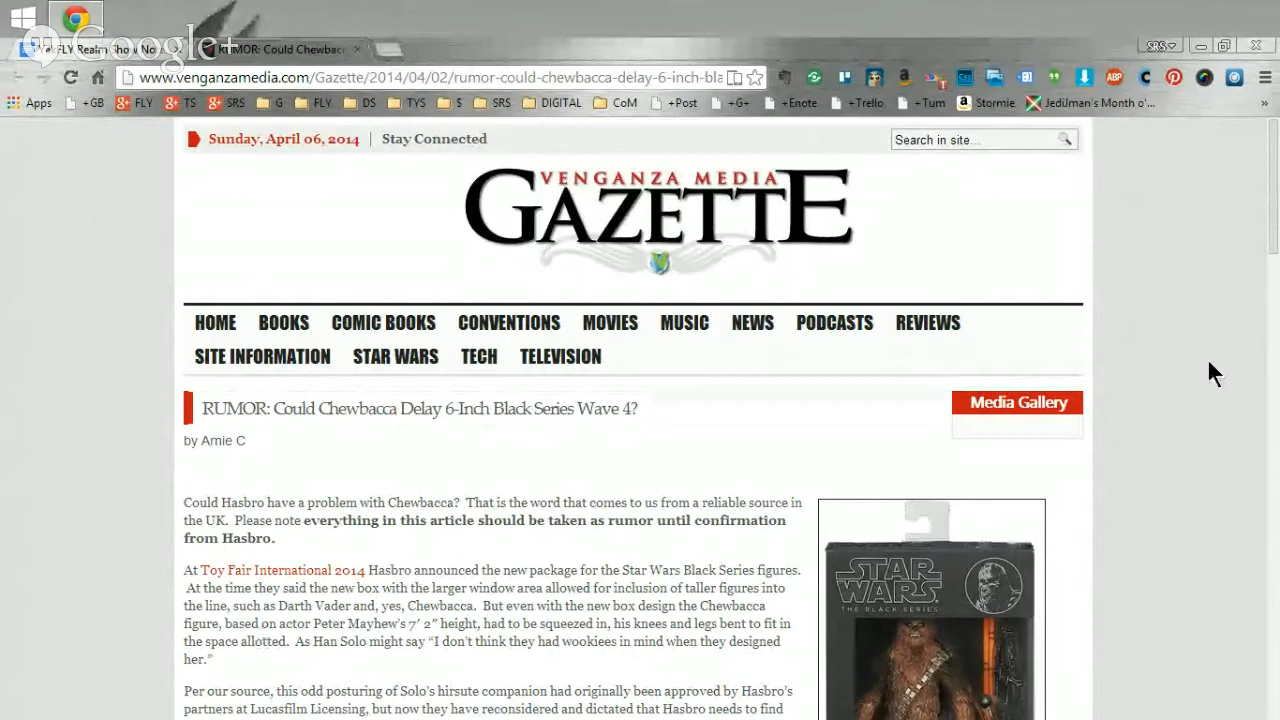 Google+
FLY Realm Show Notes
RUMOR: Could Chewbacca
SRS
www.venganzamedia.com/Gazette/2014/04/02/rumor-could-chewbacca-delay-6-inch-bla
Apps +GB FLY TS SRS G FLY DS TYS $ SRS DIGITAL CoM +Post +G+ +Enote +Trello +Tum Stormie JediJman's Month o'... »
Sunday, April 06, 2014 | Stay Connected
Search in site...
VENGANZA MEDIA
GAZETTE
HOME BOOKS COMIC BOOKS CONVENTIONS MOVIES MUSIC NEWS PODCASTS REVIEWS
SITE INFORMATION STAR WARS TECH TELEVISION
RUMOR: Could Chewbacca Delay 6-Inch Black Series Wave 4?
Media Gallery
by Arnie C
Could Hasbro have a problem with Chewbacca? That is the word that comes to us from a reliable source in
the UK. Please note everything in this article should be taken as rumor until confirmation
from Hasbro.
At Toy Fair International 2014 Hasbro announced the new package for the Star Wars Black Series figures.
At the time they said the new box with the larger window area allowed for inclusion of taller figures into
the line, such as Darth Vader and, yes, Chewbacca. But even with the new box design the Chewbacca
figure, based on actor Peter Mayhew's 7′ 2″ height, had to be squeezed in, his knees and legs bent to fit in
the space allotted. As Han Solo might say “I don't think they had wookiees in mind when they designed
her.”
Per our source, this odd posturing of Solo's hirsute companion had originally been approved by Hasbro's
partners at Lucasfilm Licensing, but now they have reconsidered and dictated that Hasbro needs to find
STAR
WARS
THE BLACK SERIES